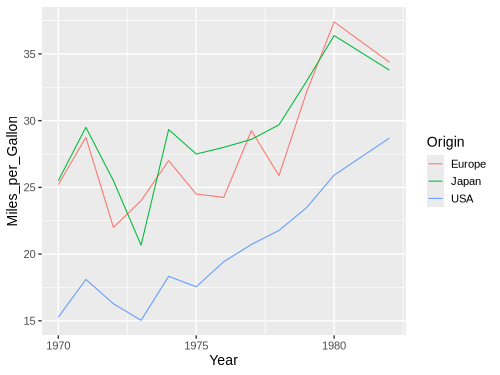 35
30
25
20
15
Miles_per_Gallon
1970
1975
1980
Year
Origin
Europe
Japan
USA